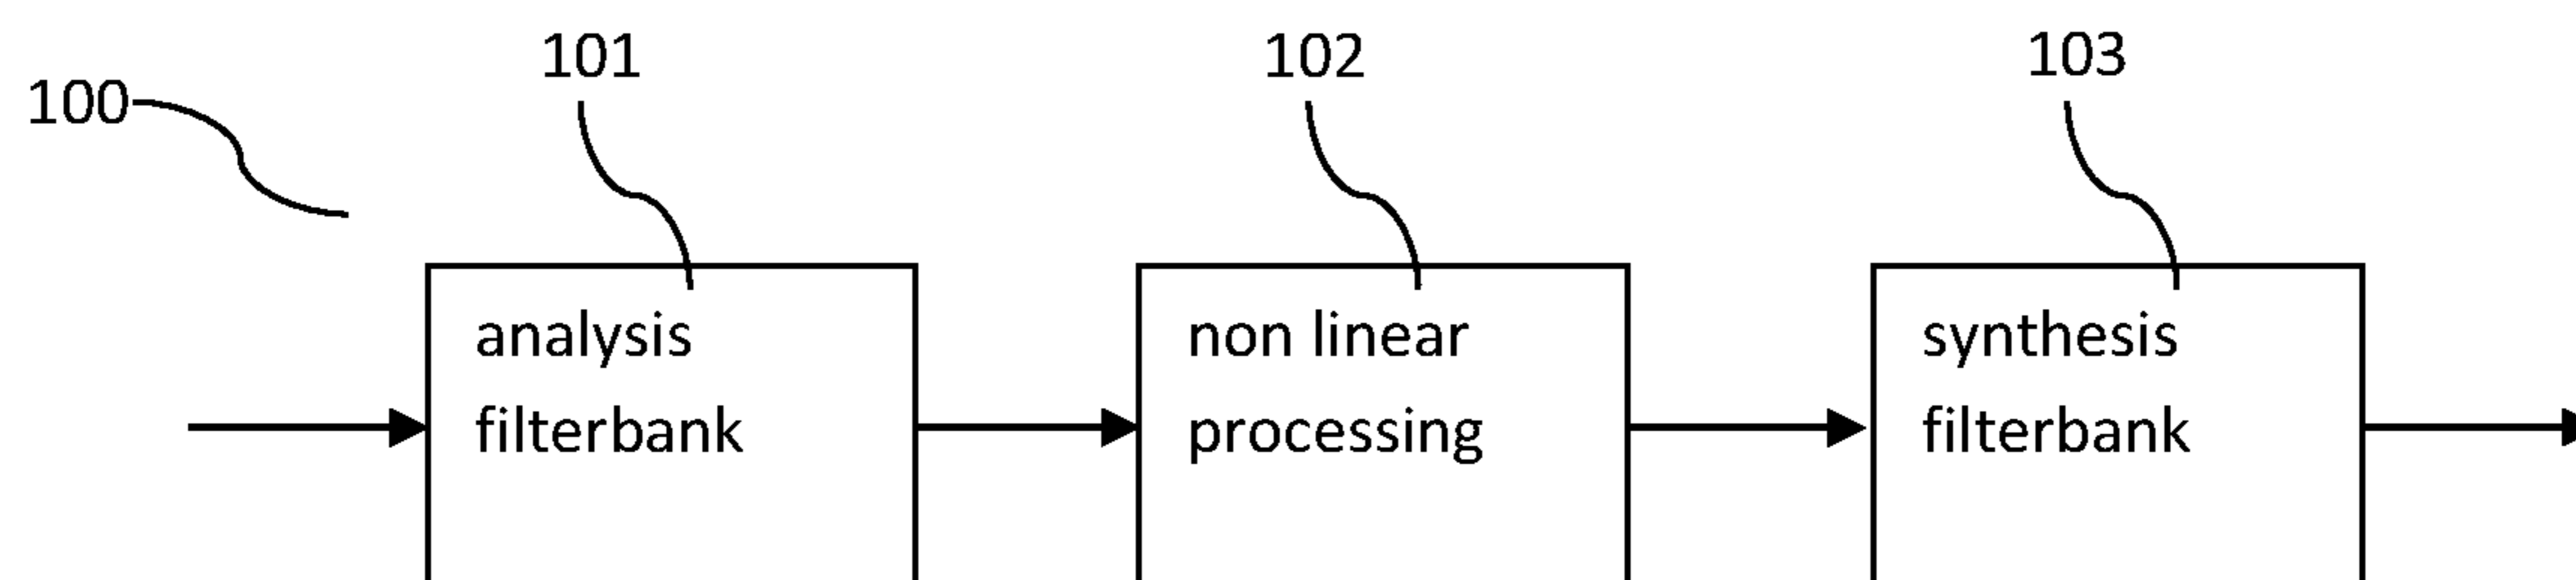 100
101
102
103
analysis
filterbank
non linear
processing
synthesis
filterbank